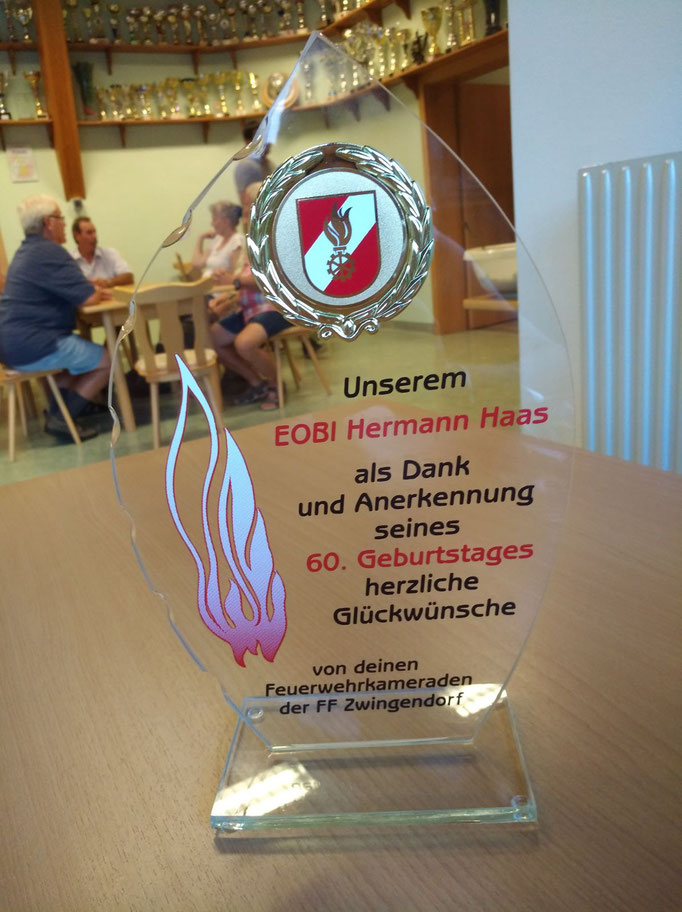 Unserem
EOBI Hermann Haas
als Dank
und Anerkennung
seines
60. Geburtstages
herzliche
Glückwünsche
von deinen
Feuerwehrkameraden
der FF Zwingendorf